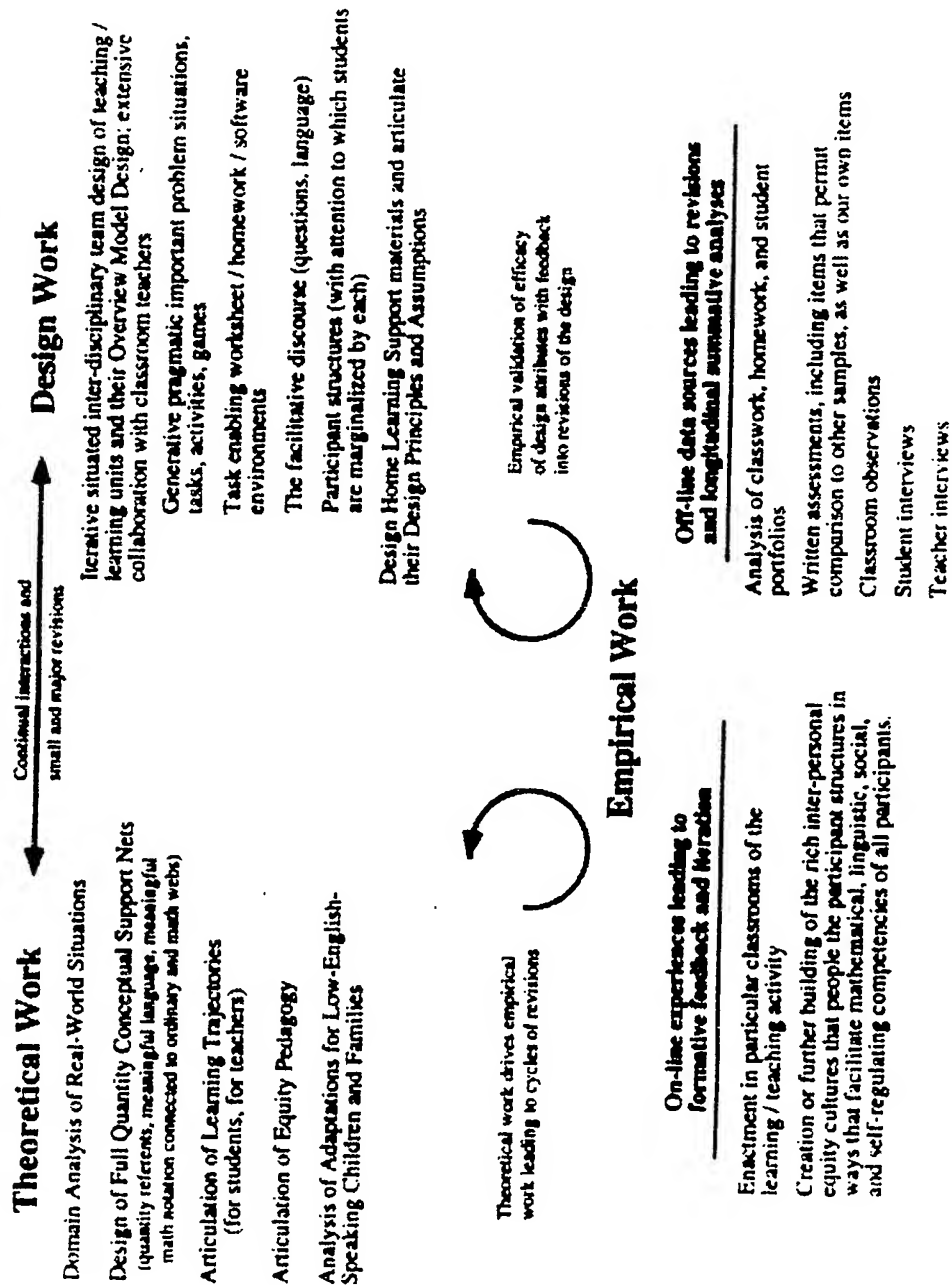 Theoretical Work
Continual interactions and
small and major revisions
Design Work
Domain Analysis of Real-World Situations
Design of Full Quantity Conceptual Support Nets
(quantity referents, meaningful language, meaningful
math notation connected to ordinary and math webs)
Articulation of Learning Trajectories
(for students, for teachers)
Articulation of Equity Pedagogy
Analysis of Adaptations for Low-English-
Speaking Children and Families
Iterative situated inter-disciplinary team design of teaching /
learning units and their Overview Model Design; extensive
collaboration with classroom teachers
Generative pragmatic important problem situations,
tasks, activities, games
Task enabling worksheet / homework / software
environments
The facilitative discourse (questions, language)
Participant structures (with attention to which students
are marginalized by each)
Design Home Learning Support materials and articulate
their Design Principles and Assumptions
Theoretical work drives empirical
work leading to cycles of revisions
Empirical validation of efficacy
of design attributes with feedback
into revisions of the design
Empirical Work
On-line experiences leading to
formative feedback and iteration
Enactment in particular classrooms of the
learning / teaching activity
Creation or further building of the rich inter-personal
equity cultures that people the participant structures in
ways that facilitate mathematical, linguistic, social,
and self-regulating competencies of all participants.
Off-line data sources leading to revisions
and longitudinal summative analyses
Analysis of classwork, homework, and student
portfolios
Written assessments, including items that permit
comparison to other samples, as well as our own items
Classroom observations
Student interviews
Teacher interviews